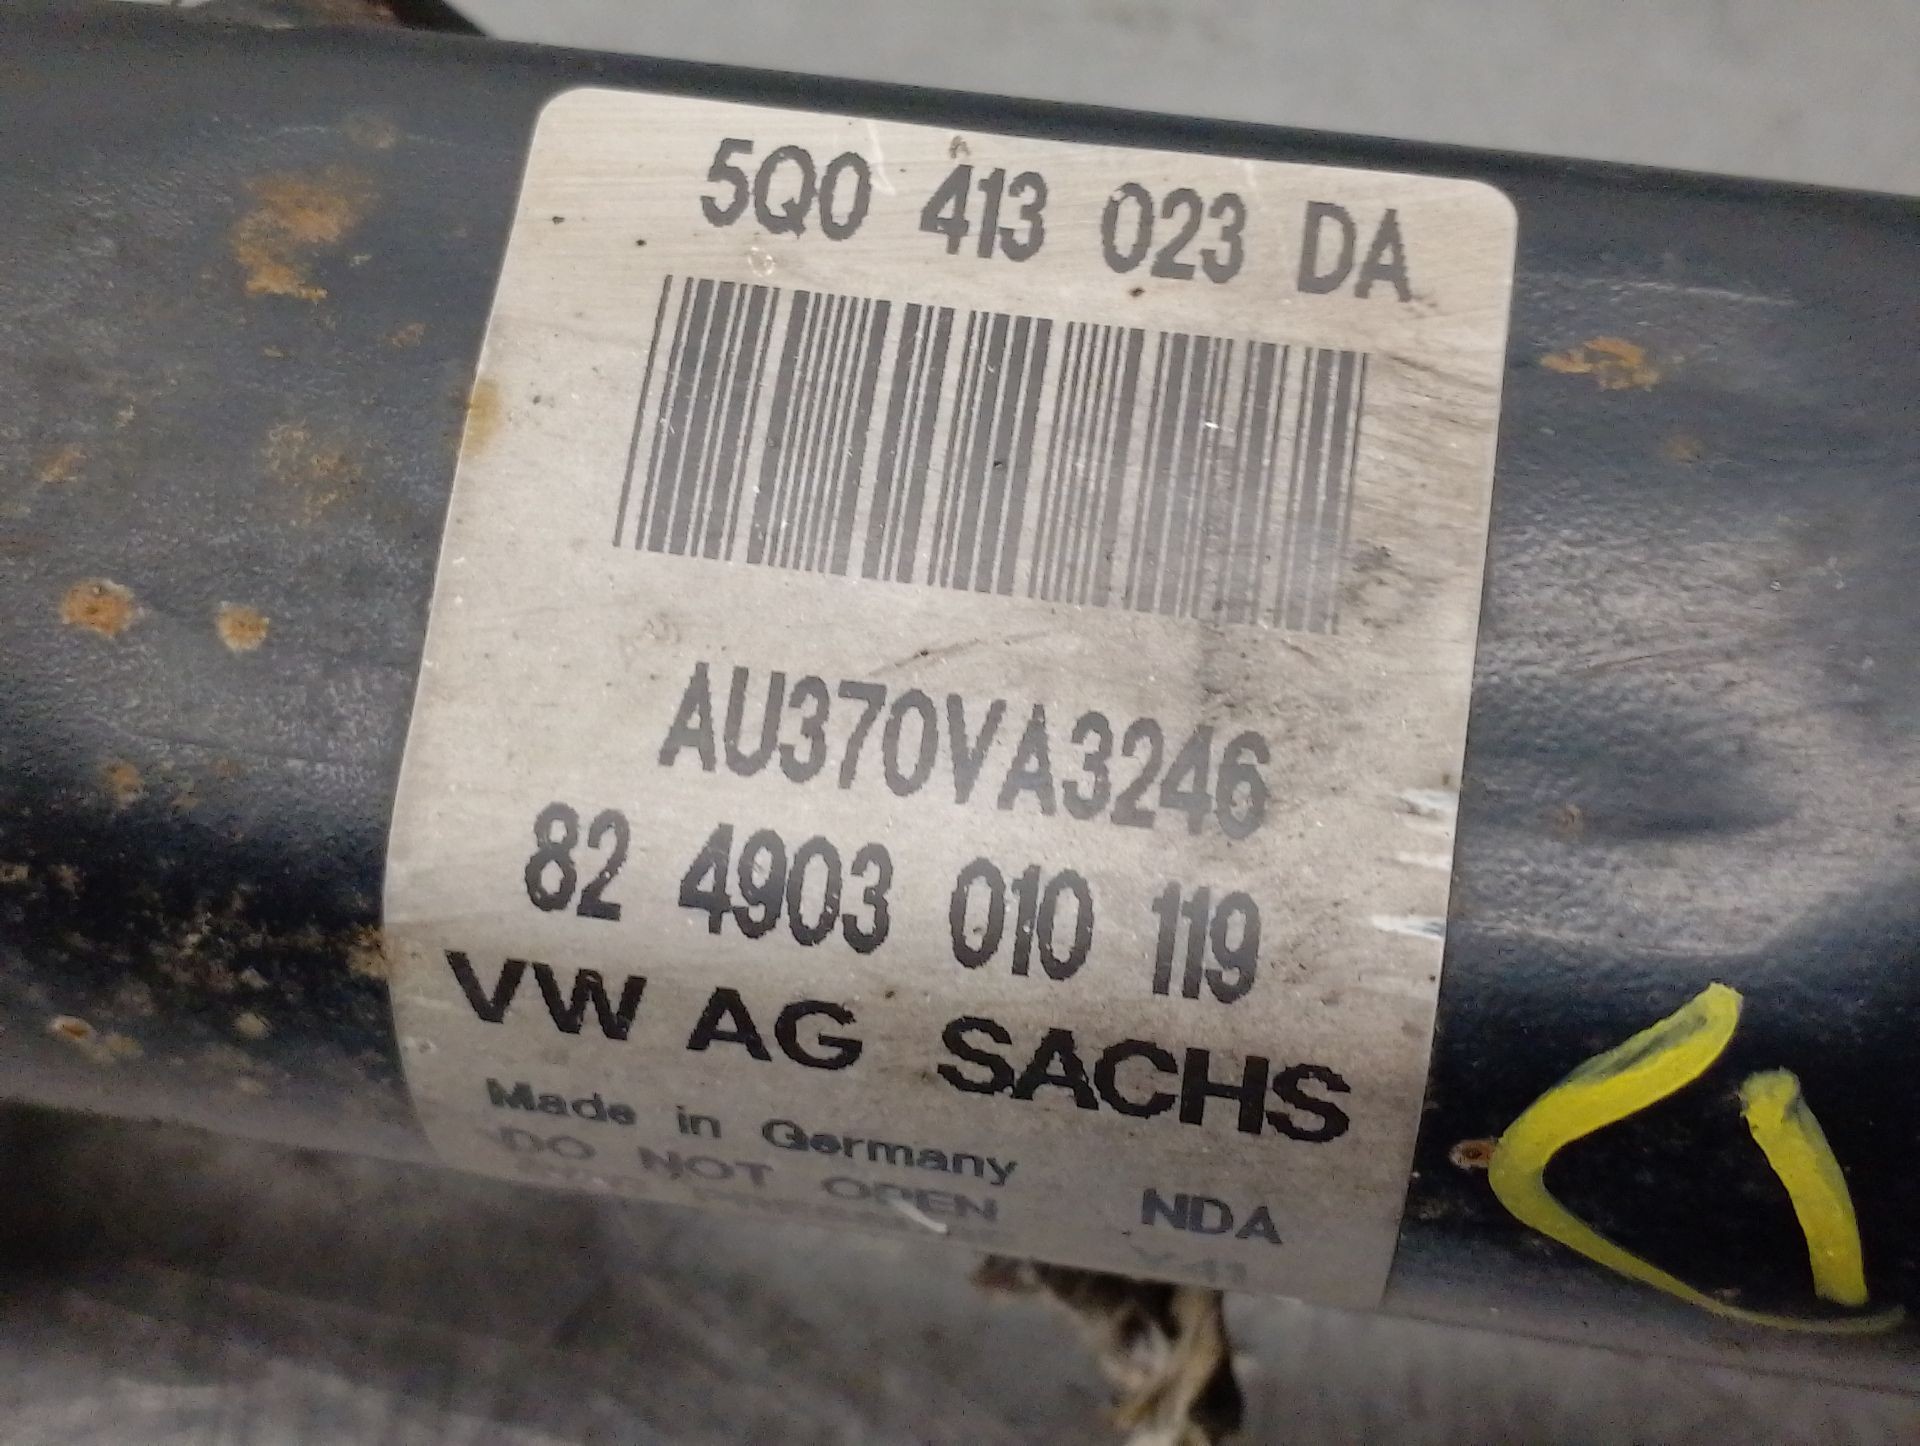 5Q0 413 023 DA
AU370VA3246
82 4903 010 119
VW AG SACHS
Made in Germany
DO NOT OPEN NDA